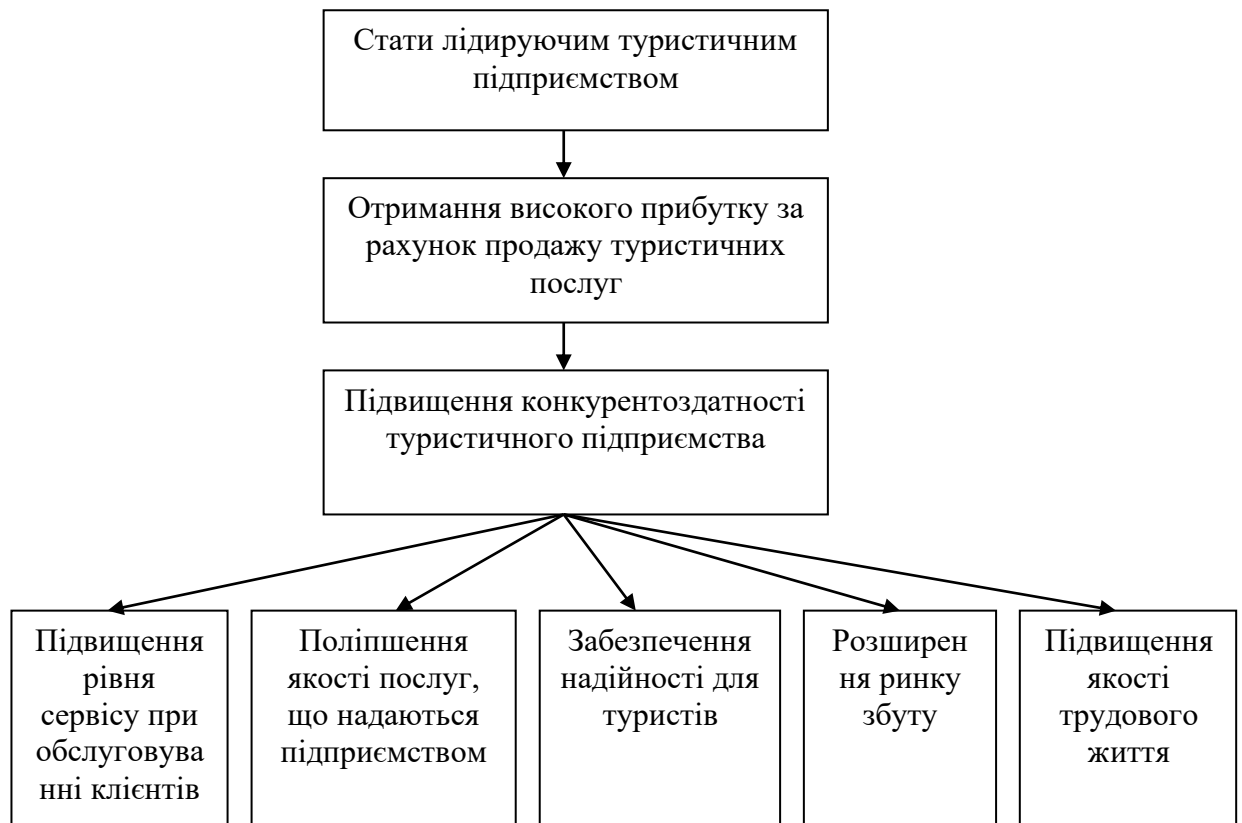 Стати лідируючим туристичним
підприємством
Отримання високого прибутку за
рахунок продажу туристичних
послуг
Підвищення конкурентоздатності
туристичного підприємства
Підвищення
рівня
сервісу при
обслуговува
нні клієнтів
Поліпшення
якості послуг,
що надаються
підприємством
Забезпечення
надійності для
туристів
Розширен
ня ринку
збуту
Підвищення
якості
трудового
життя